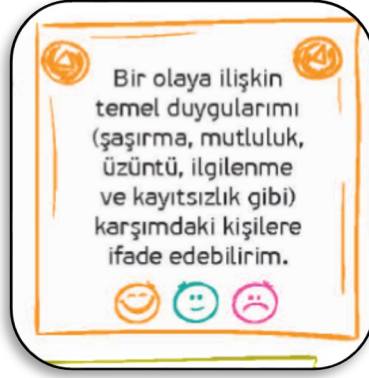 Bir olaya ilişkin
temel duygularımı
(şaşırma, mutluluk,
üzüntü, ilgilenme
ve kayıtsızlık gibi)
karşımdaki kişilere
ifade edebilirim.